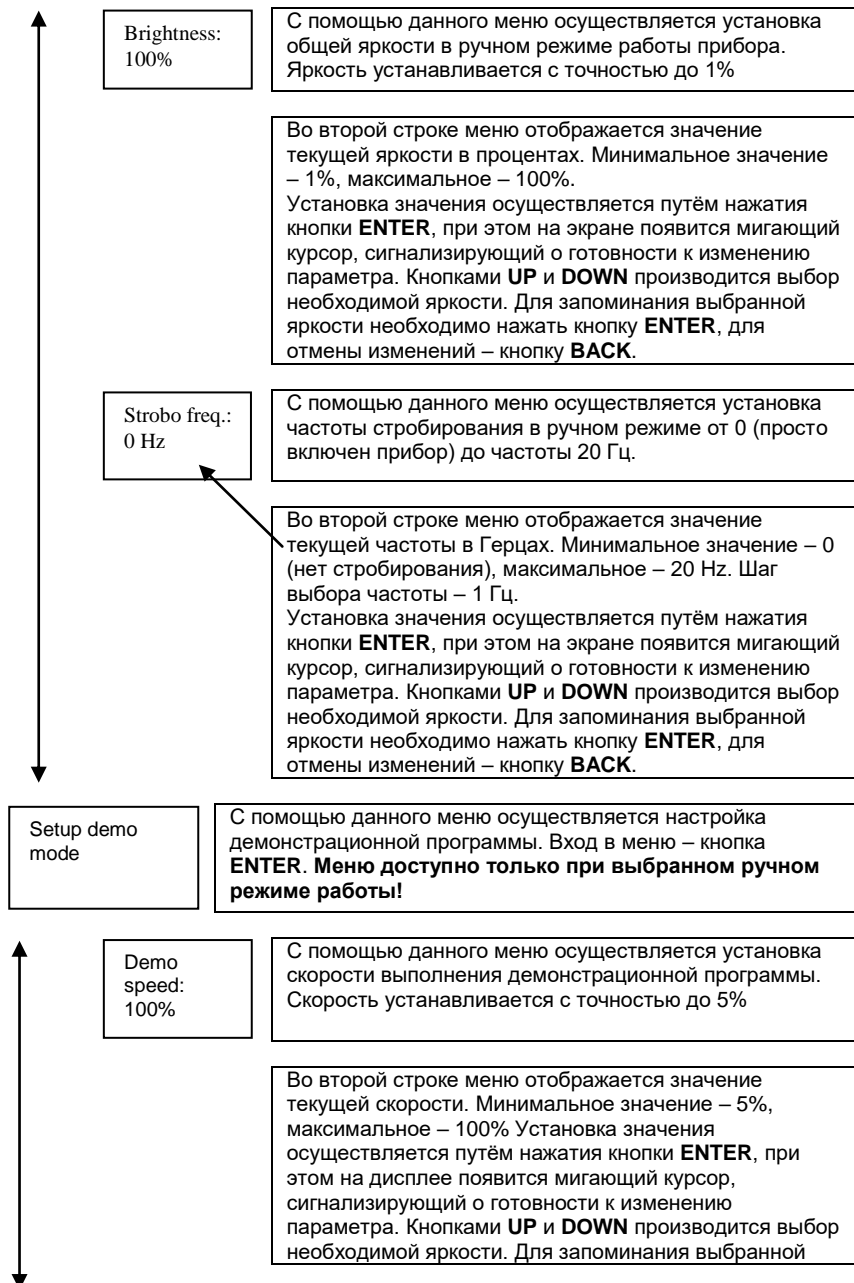 Brightness:
100%
С помощью данного меню осуществляется установка
общей яркости в ручном режиме работы прибора.
Яркость устанавливается с точностью до 1%
Во второй строке меню отображается значение
текущей яркости в процентах. Минимальное значение
– 1%, максимальное – 100%.
Установка значения осуществляется путём нажатия
кнопки ENTER, при этом на экране появится мигающий
курсор, сигнализирующий о готовности к изменению
параметра. Кнопками UP и DOWN производится выбор
необходимой яркости. Для запоминания выбранной
яркости необходимо нажать кнопку ENTER, для
отмены изменений – кнопку BACK.
Strobo freq.:
0 Hz
С помощью данного меню осуществляется установка
частоты стробирования в ручном режиме от 0 (просто
включен прибор) до частоты 20 Гц.
Во второй строке меню отображается значение
текущей частоты в Герцах. Минимальное значение – 0
(нет стробирования), максимальное – 20 Hz. Шаг
выбора частоты – 1 Гц.
Установка значения осуществляется путём нажатия
кнопки ENTER, при этом на экране появится мигающий
курсор, сигнализирующий о готовности к изменению
параметра. Кнопками UP и DOWN производится выбор
необходимой яркости. Для запоминания выбранной
яркости необходимо нажать кнопку ENTER, для
отмены изменений – кнопку BACK.
Setup demo
mode
С помощью данного меню осуществляется настройка
демонстрационной программы. Вход в меню – кнопка
ENTER. Меню доступно только при выбранном ручном
режиме работы!
Demo
speed:
100%
С помощью данного меню осуществляется установка
скорости выполнения демонстрационной программы.
Скорость устанавливается с точностью до 5%
Во второй строке меню отображается значение
текущей скорости. Минимальное значение – 5%,
максимальное – 100% Установка значения
осуществляется путём нажатия кнопки ENTER, при
этом на дисплее появится мигающий курсор,
сигнализирующий о готовности к изменению
параметра. Кнопками UP и DOWN производится выбор
необходимой яркости. Для запоминания выбранной